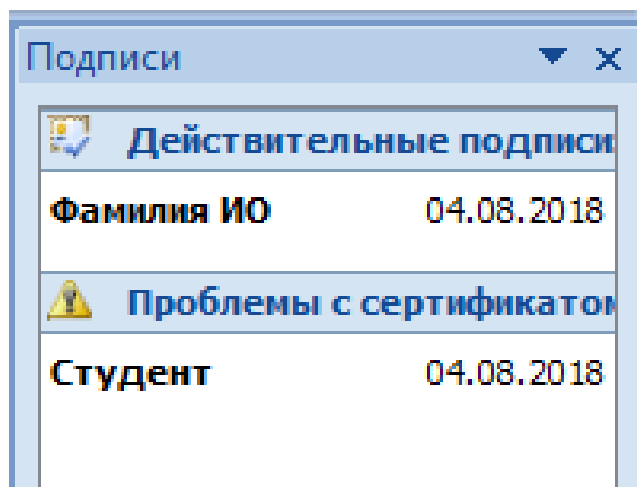 Подписи
Действительные подписи:
Фамилия ИО 04.08.2018
Проблемы с сертификатом
Студент 04.08.2018